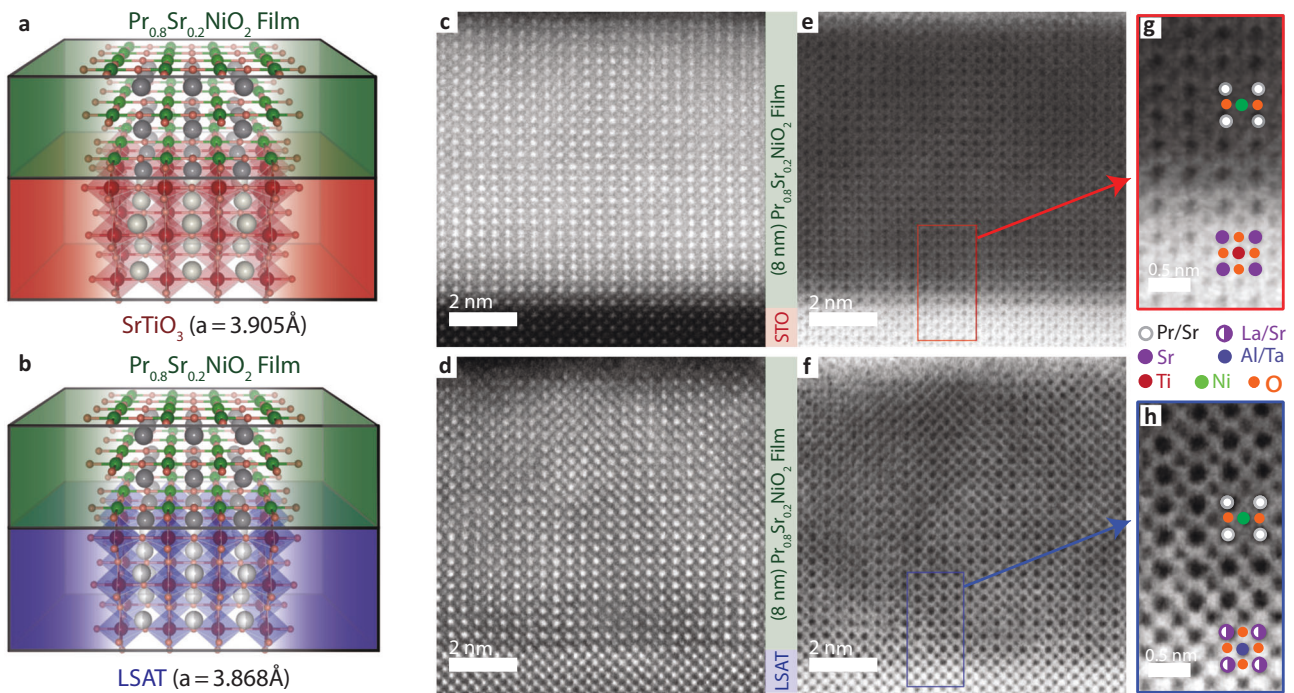 a
Pr0.8Sr0.2NiO2 Film
SrTiO3 (a = 3.905Å)
b
Pr0.8Sr0.2NiO2 Film
LSAT (a = 3.868Å)
c
2 nm
(8 nm) Pr0.8Sr0.2NiO2 Film
STO
e
2 nm
g
0.5 nm
Pr/Sr
La/Sr
Sr
Al/Ta
Ti
Ni
O
d
2 nm
(8 nm) Pr0.8Sr0.2NiO2 Film
LSAT
f
2 nm
h
0.5 nm